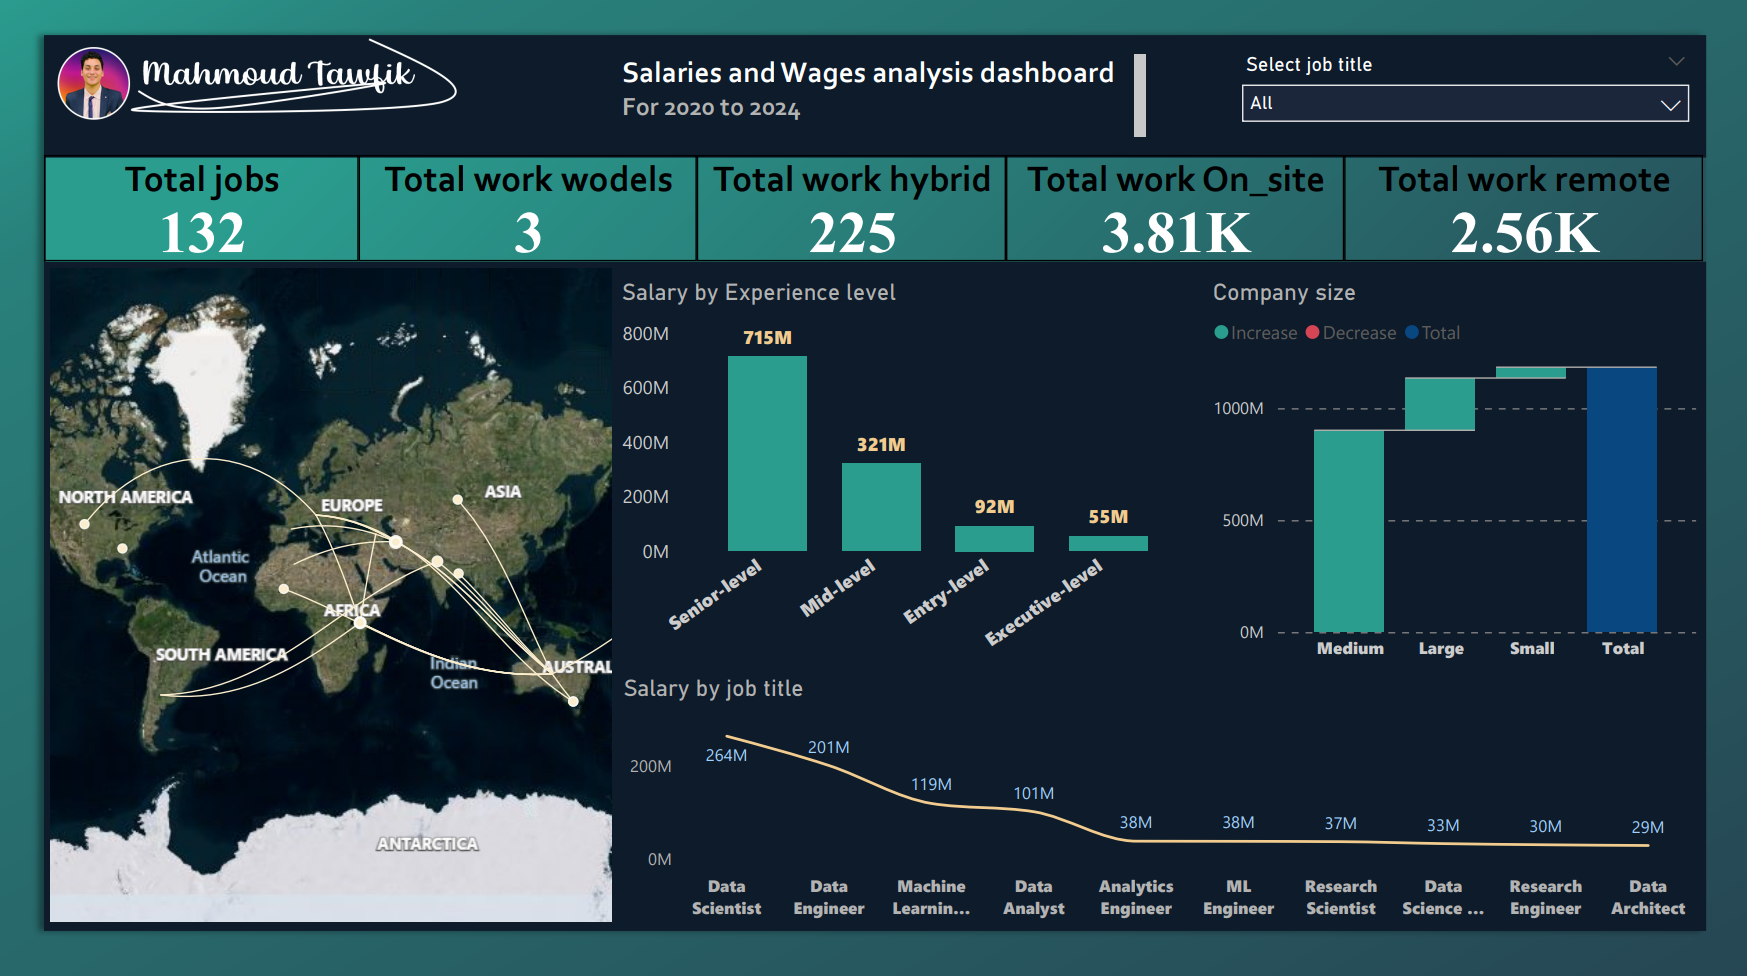 Mahmoud Tawfik
Salaries and Wages analysis dashboard
For 2020 to 2024
Select job title
All
Total jobs
132
Total work wodels
3
Total work hybrid
225
Total work On_site
3.81K
Total work remote
2.56K
NORTH AMERICA
EUROPE
ASIA
Atlantic
Ocean
AFRICA
SOUTH AMERICA
Indian
Ocean
AUSTRAL
ANTARCTICA
Salary by Experience level
800M
600M
400M
200M
0M
715M
321M
92M
55M
Senior-level
Mid-level
Entry-level
Executive-level
Company size
Increase Decrease Total
1000M
500M
0M
Medium Large Small Total
Salary by job title
200M
0M
264M
201M
119M
101M
38M
38M
37M
33M
30M
29M
Data
Scientist
Data
Engineer
Machine
Learnin...
Data
Analyst
Analytics
Engineer
ML
Engineer
Research
Scientist
Data
Science ...
Research
Engineer
Data
Architect